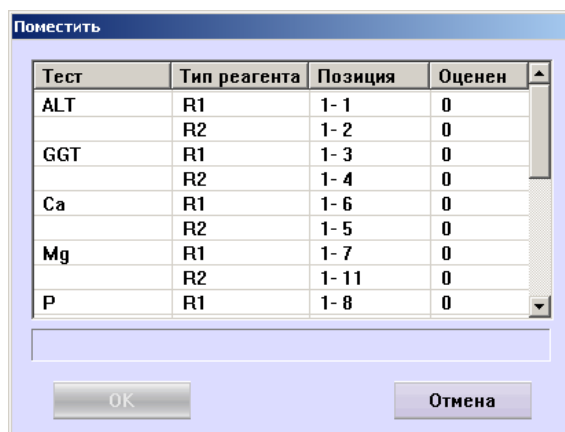 Поместить
Тест Тип реагента Позиция Оценен
ALT R1 1- 1 0
R2 1- 2 0
GGT R1 1- 3 0
R2 1- 4 0
Ca R1 1- 6 0
R2 1- 5 0
Mg R1 1- 7 0
R2 1- 11 0
P R1 1- 8 0
OK Отмена